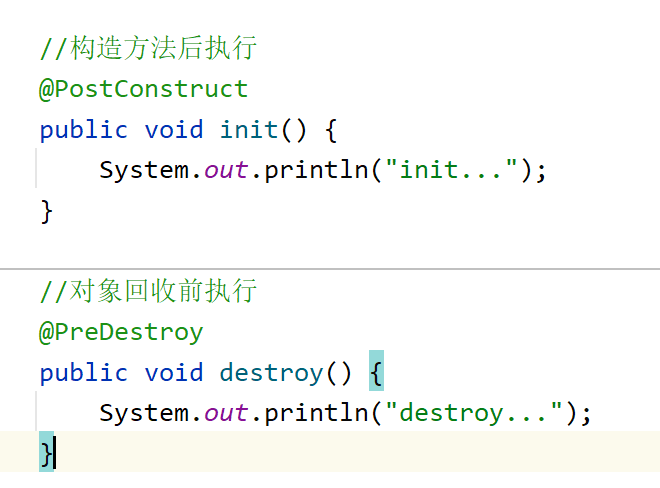 //构造方法后执行
@PostConstruct
public void init() {
    System.out.println("init...");
}
//对象回收前执行
@PreDestroy
public void destroy() {
    System.out.println("destroy...");
}